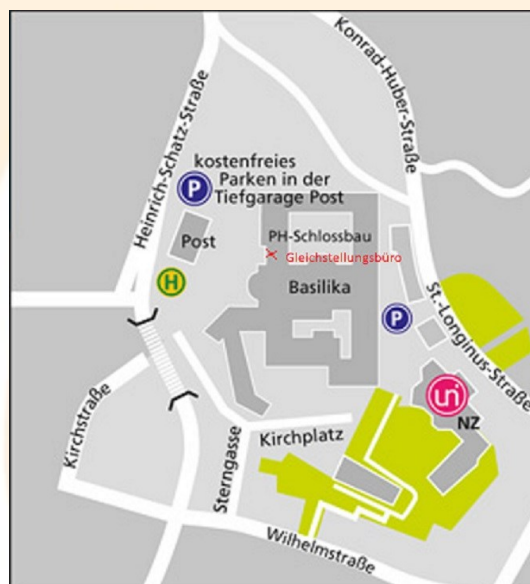 Konrad-Huber-Straße
Heinrich-Schatz-Straße
kostenfreies
P
Parken in der
Tiefgarage Post
Post
PH-Schlossbau
Gleichstellungsbüro
H
Basilika
P
St.-Longinus-Straße
uni
NZ
Kirchstraße
Sterngasse
Kirchplatz
Wilhelmstraße